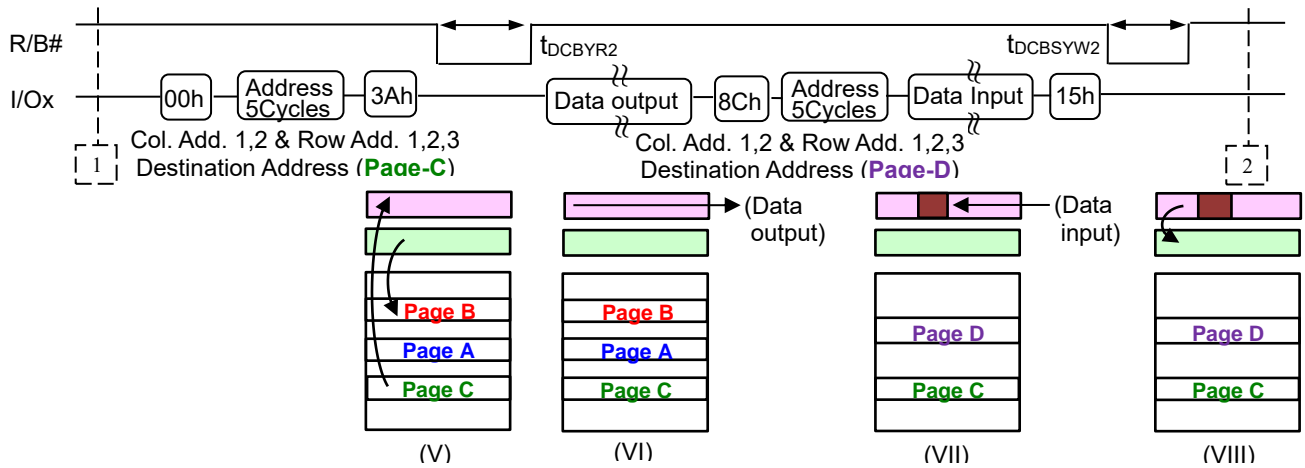 R/B#
tDCBYR2
tDCBSYW2
I/Ox
00h
Address
5Cycles
3Ah
Data output
8Ch
Address
5Cycles
Data Input
15h
Col. Add. 1,2 & Row Add. 1,2,3
Destination Address (Page-C)
Col. Add. 1,2 & Row Add. 1,2,3
Destination Address (Page-D)
1
2
(Data
output)
(Data
input)
Page B
Page A
Page C
Page B
Page A
Page C
Page D
Page C
Page D
Page C
(V)
(VI)
(VII)
(VIII)